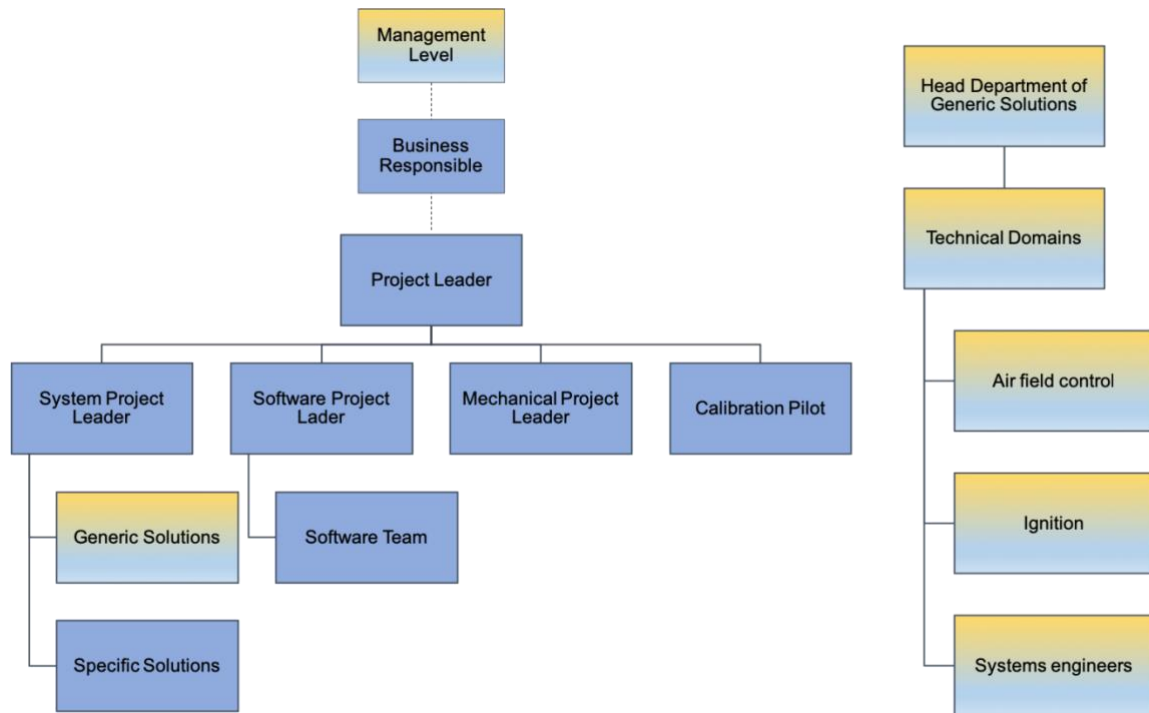 Management
Level
Business
Responsible
Project Leader
System Project
Leader
Software Project
Lader
Mechanical Project
Leader
Calibration Pilot
Generic Solutions
Software Team
Specific Solutions
Head Department of
Generic Solutions
Technical Domains
Air field control
Ignition
Systems engineers